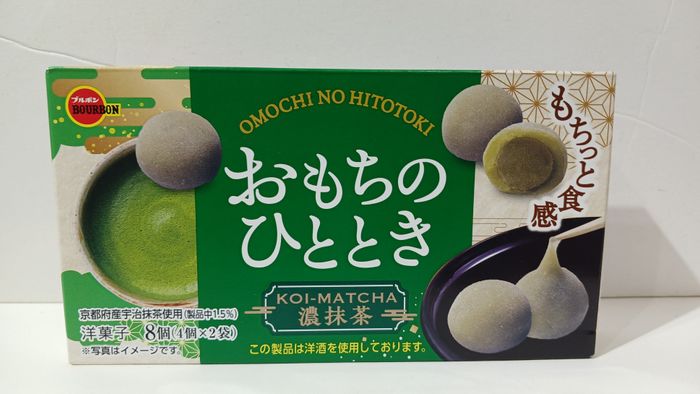 ブルボン
BOURBON
OMOCHI NO HITOTOKI
おもちの
ひととき
もちっと食感
KOI-MATCHA
濃抹茶
京都府産宇治抹茶使用(製品中1.5%)
洋菓子 8個(4個×2袋)
※写真はイメージです。
この製品は洋酒を使用しております。